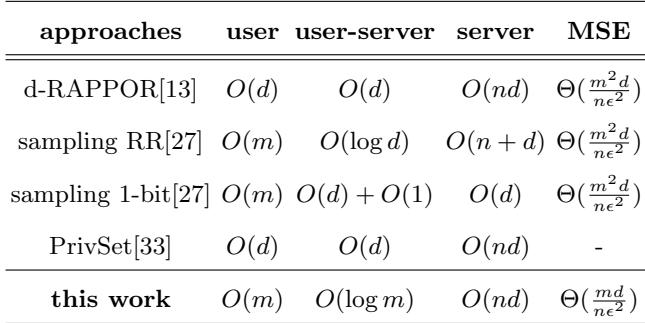 approaches user user-server server MSE
d-RAPPOR[13] O(d) O(d) O(nd) Θ(m²d/nϵ²)
sampling RR[27] O(m) O(log d) O(n + d) Θ(m²d/nϵ²)
sampling 1-bit[27] O(m) O(d) + O(1) O(d) Θ(m²d/nϵ²)
PrivSet[33] O(d) O(d) O(nd) -
this work O(m) O(log m) O(nd) Θ(md/nϵ²)